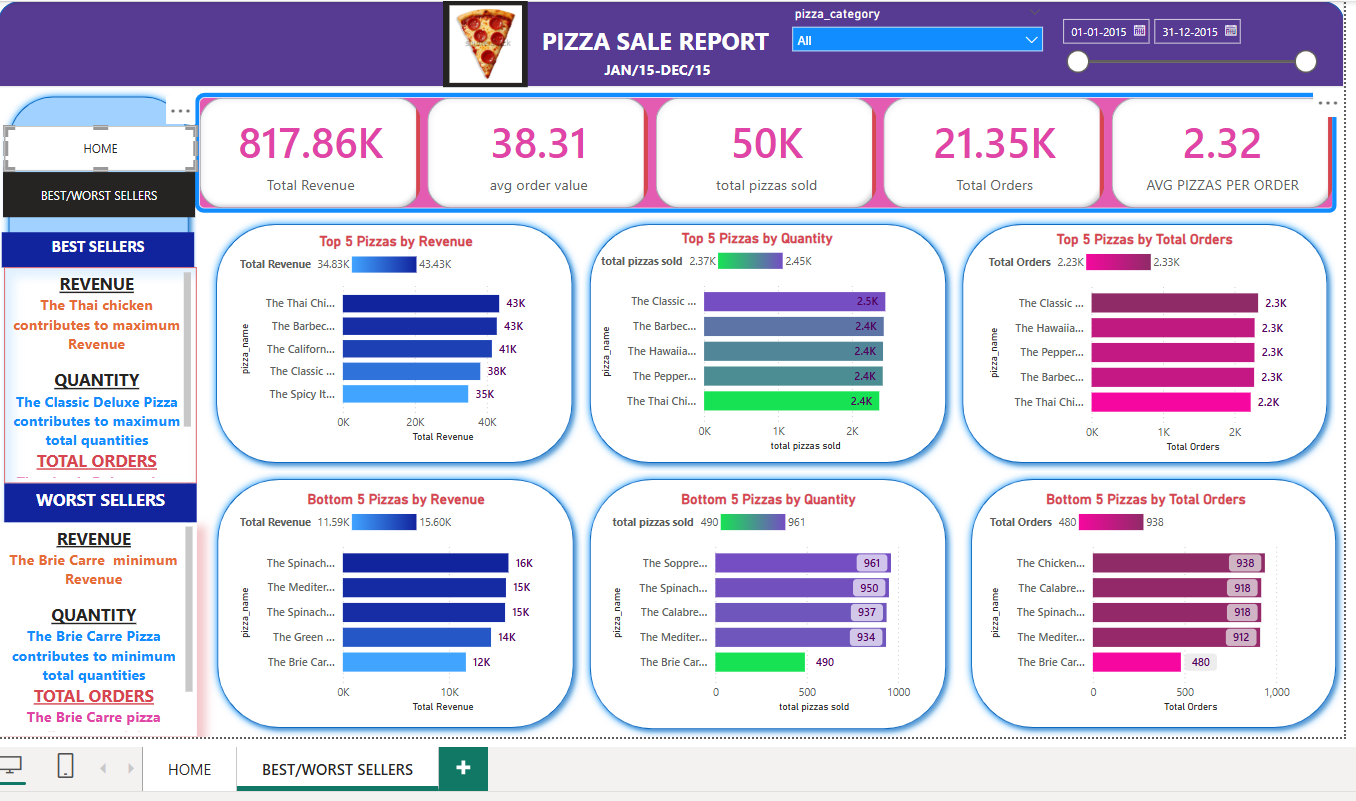 pizza_category
All
PIZZA SALE REPORT
JAN/15-DEC/15
01-01-2015
31-12-2015
HOME
BEST/WORST SELLERS
817.86K
Total Revenue
38.31
avg order value
50K
total pizzas sold
21.35K
Total Orders
2.32
AVG PIZZAS PER ORDER
BEST SELLERS
REVENUE
The Thai chicken
contributes to maximum
Revenue
QUANTITY
The Classic Deluxe Pizza
contributes to maximum
total quantities
TOTAL ORDERS
WORST SELLERS
REVENUE
The Brie Carre minimum
Revenue
QUANTITY
The Brie Carre Pizza
contributes to minimum
total quantities
TOTAL ORDERS
The Brie Carre pizza
Top 5 Pizzas by Revenue
Total Revenue 34.83K 43.43K
pizza_name
The Thai Chi... 43K
The Barbec... 43K
The Californ... 41K
The Classic ... 38K
The Spicy It... 35K
0K 20K 40K
Total Revenue
Top 5 Pizzas by Quantity
total pizzas sold 2.37K 2.45K
pizza_name
The Classic ... 2.5K
The Barbec... 2.4K
The Hawaiia... 2.4K
The Pepper... 2.4K
The Thai Chi... 2.4K
0K 1K 2K
total pizzas sold
Top 5 Pizzas by Total Orders
Total Orders 2.23K 2.33K
pizza_name
The Classic ... 2.3K
The Hawaiia... 2.3K
The Pepper... 2.3K
The Barbec... 2.3K
The Thai Chi... 2.2K
0K 1K 2K
Total Orders
Bottom 5 Pizzas by Revenue
Total Revenue 11.59K 15.60K
pizza_name
The Spinach... 16K
The Mediter... 15K
The Spinach... 15K
The Green ... 14K
The Brie Car... 12K
0K 10K
Total Revenue
Bottom 5 Pizzas by Quantity
total pizzas sold 490 961
pizza_name
The Soppre... 961
The Spinach... 950
The Calabre... 937
The Mediter... 934
The Brie Car... 490
0 500 1000
total pizzas sold
Bottom 5 Pizzas by Total Orders
Total Orders 480 938
pizza_name
The Chicken... 938
The Calabre... 918
The Spinach... 918
The Mediter... 912
The Brie Car... 480
0 500 1,000
Total Orders
HOME
BEST/WORST SELLERS
+